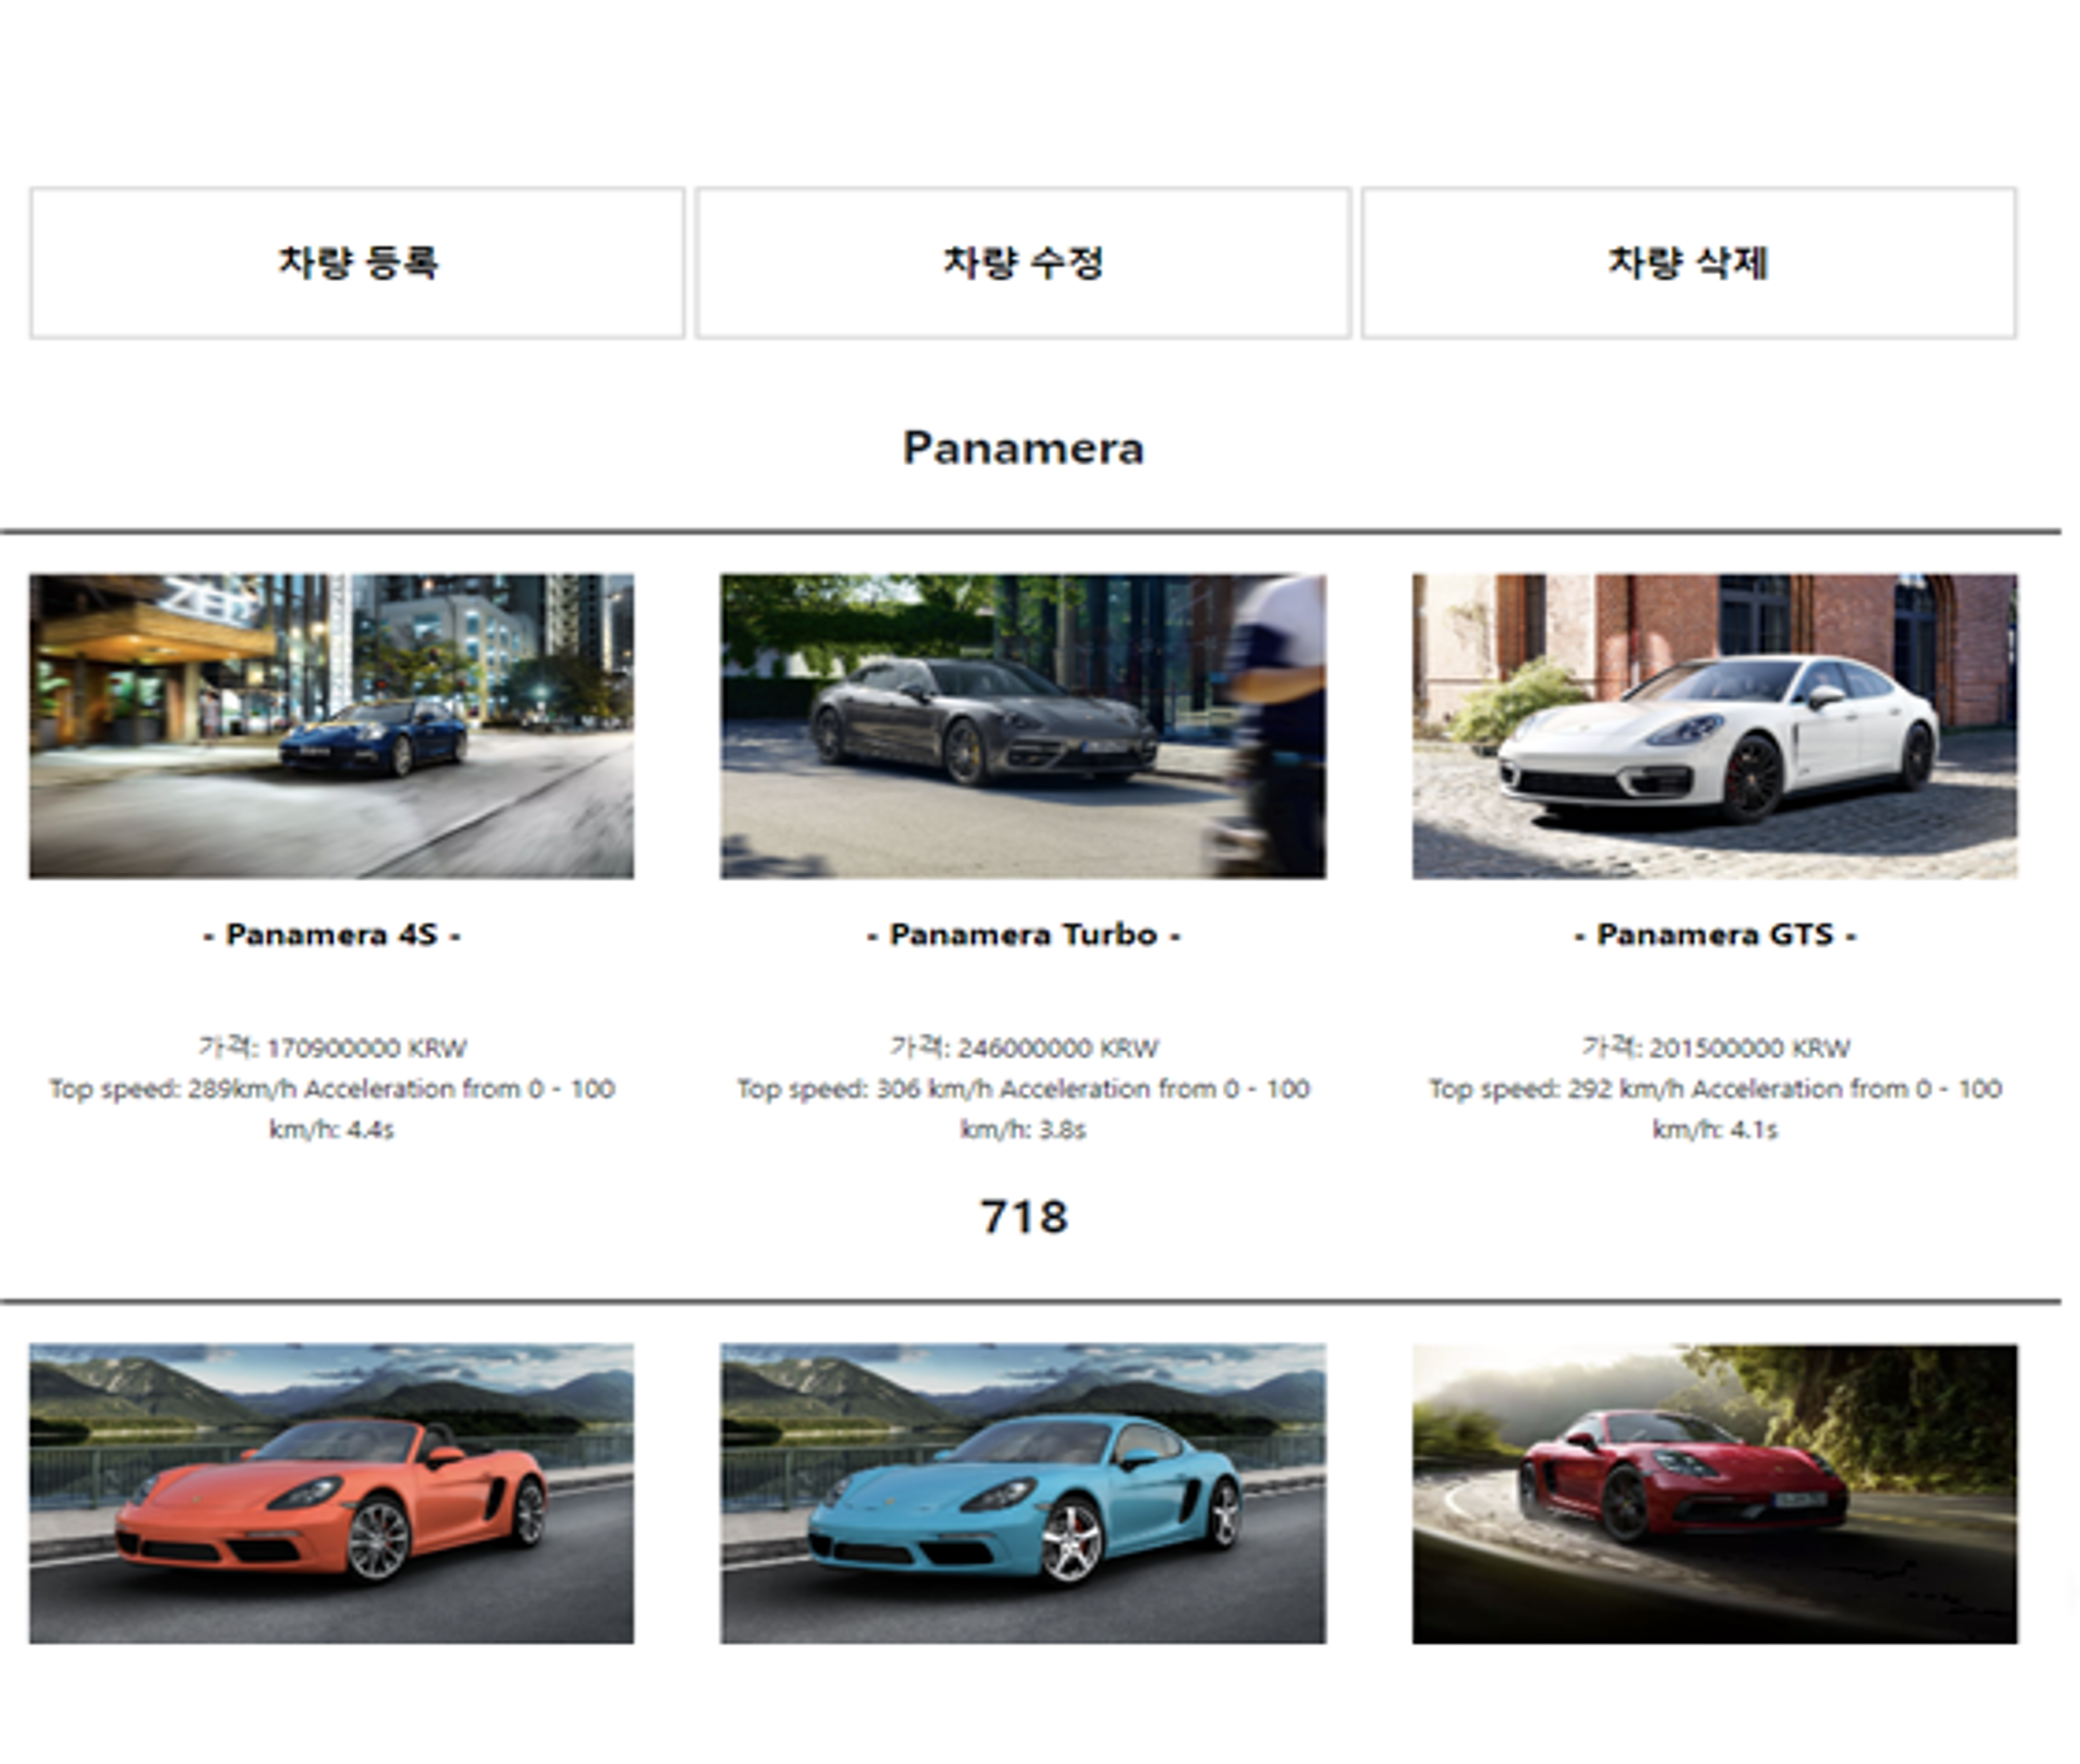 차량 등록
차량 수정
차량 삭제
Panamera
- Panamera 4S -
가격: 170900000 KRW
Top speed: 289km/h Acceleration from 0 - 100
km/h: 4.4s
- Panamera Turbo -
가격: 246000000 KRW
Top speed: 306 km/h Acceleration from 0 - 100
km/h: 3.8s
- Panamera GTS -
가격: 201500000 KRW
Top speed: 292 km/h Acceleration from 0 - 100
km/h: 4.1s
718